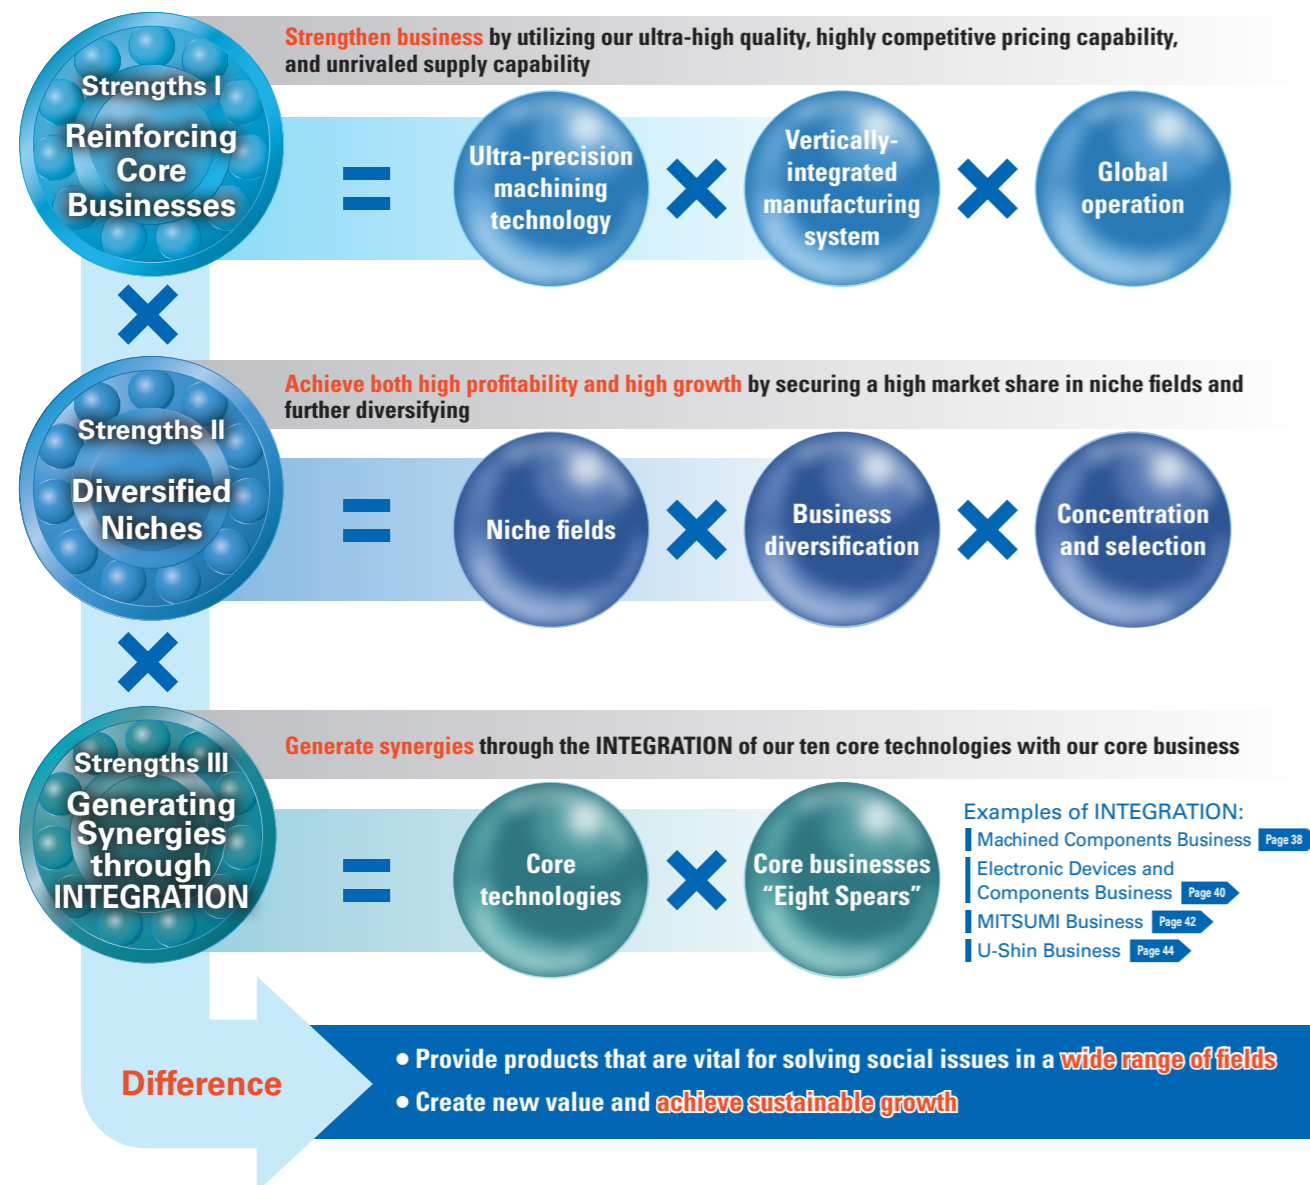 Strengths I
Reinforcing
Core
Businesses
Strengthen business by utilizing our ultra-high quality, highly competitive pricing capability,
and unrivaled supply capability
=
Ultra-precision
machining
technology
×
Vertically-
integrated
manufacturing
system
×
Global
operation
×
Strengths II
Diversified
Niches
Achieve both high profitability and high growth by securing a high market share in niche fields and
further diversifying
=
Niche fields
×
Business
diversification
×
Concentration
and selection
×
Strengths III
Generating
Synergies
through
INTEGRATION
Generate synergies through the INTEGRATION of our ten core technologies with our core business
=
Core
technologies
×
Core businesses
“Eight Spears”
Examples of INTEGRATION:
Machined Components Business Page 38
Electronic Devices and
Components Business Page 40
MITSUMI Business Page 42
U-Shin Business Page 44
Difference
• Provide products that are vital for solving social issues in a wide range of fields
• Create new value and achieve sustainable growth